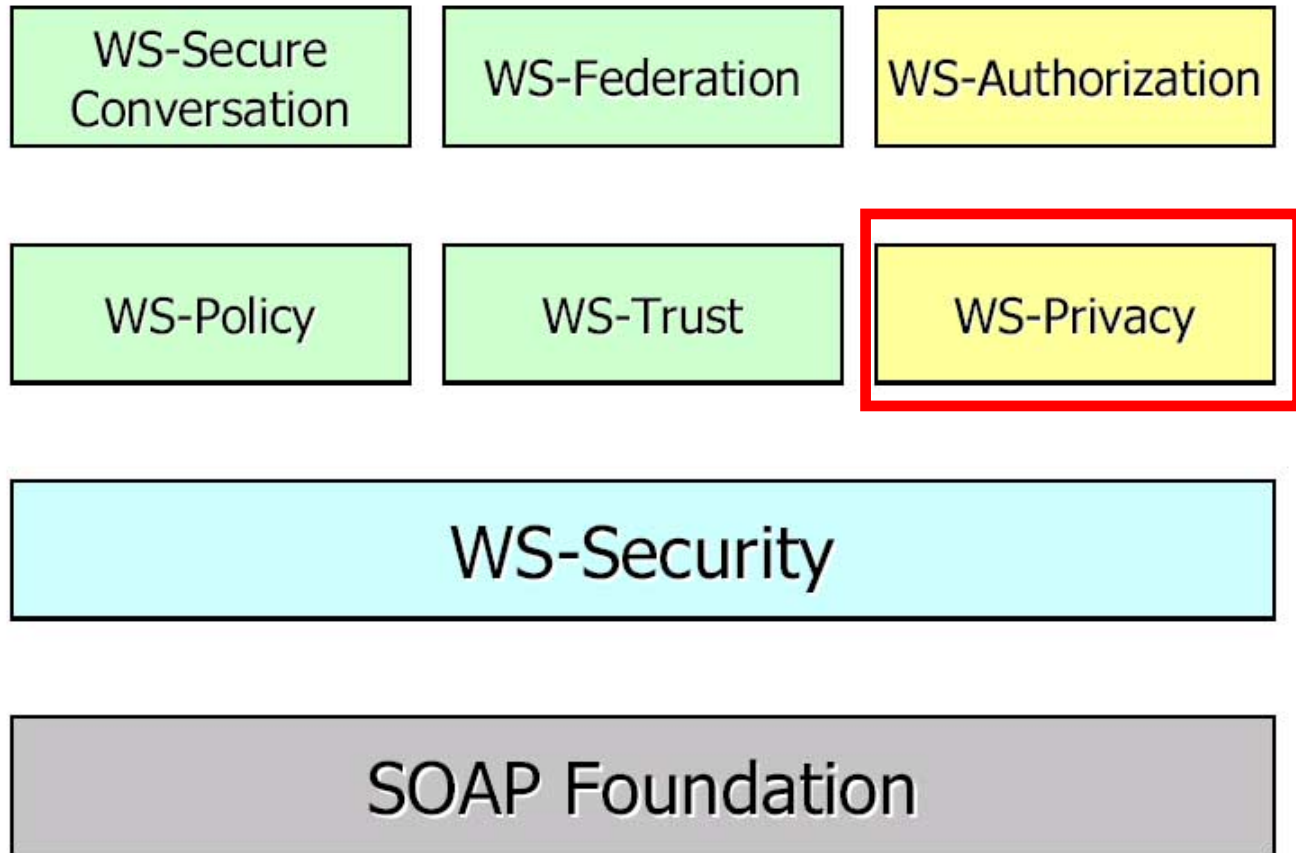 WS-Secure
Conversation
WS-Federation
WS-Authorization
WS-Policy
WS-Trust
WS-Privacy
WS-Security
SOAP Foundation